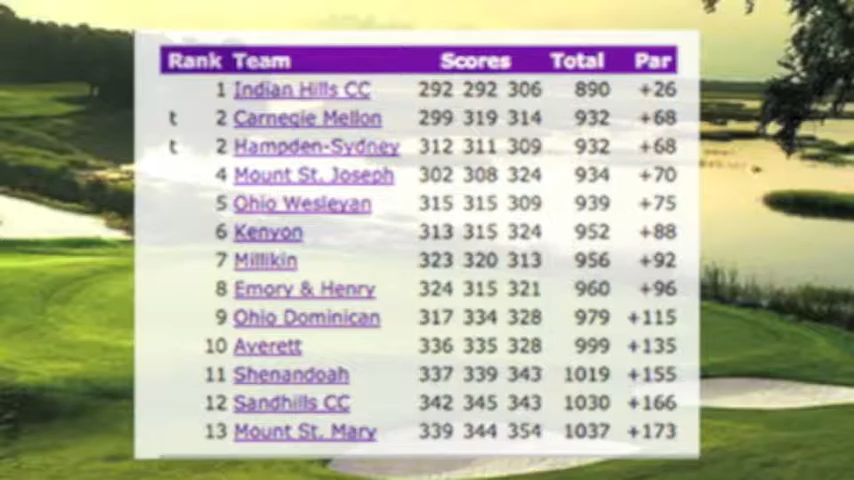 Rank Team Scores Total Par
1 Indian Hills CC 292 292 306 890 +26
t 2 Carnegie Mellon 299 319 314 932 +68
t 2 Hampden-Sydney 312 311 309 932 +68
4 Mount St. Joseph 302 308 324 934 +70
5 Ohio Wesleyan 315 315 309 939 +75
6 Kenyon 313 315 324 952 +88
7 Millikin 323 320 313 956 +92
8 Emory & Henry 324 315 321 960 +96
9 Ohio Dominican 317 334 328 979 +115
10 Averett 336 335 328 999 +135
11 Shenandoah 337 339 343 1019 +155
12 Sandhills CC 342 345 343 1030 +166
13 Mount St. Mary 339 344 354 1037 +173